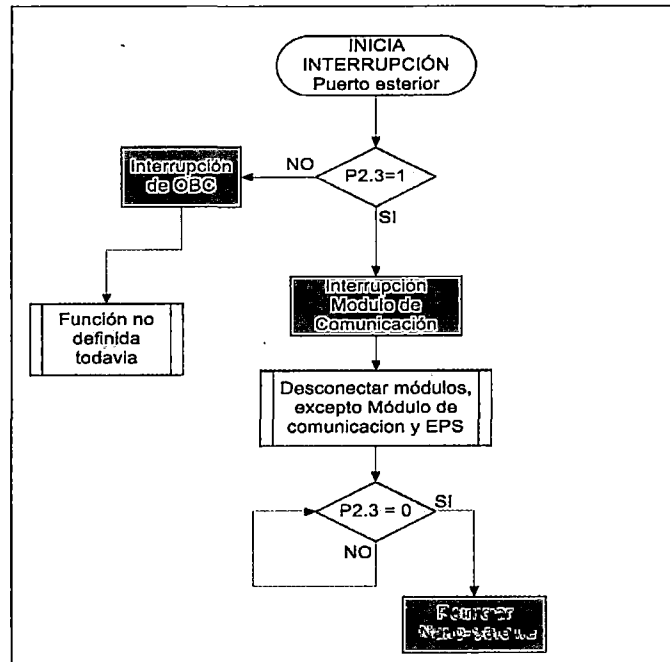 INICIA
INTERRUPCIÓN
Puerto esterior
P2.3=1
NO
SI
Interrupción
de OBC
Función no
definida
todavia
Interrupción
Modulo de
Comunicación
Desconectar módulos,
excepto Módulo de
comunicacion y EPS
P2.3 = 0
SI
NO